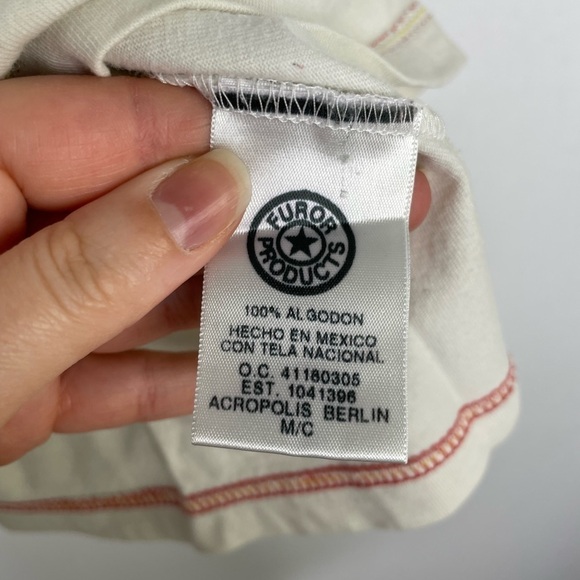 FUROR
PRODUCTS
100% ALGODON
HECHO EN MEXICO
CON TELA NACIONAL
O.C. 41180305
EST. 1041396
ACROPOLIS BERLIN
M/C